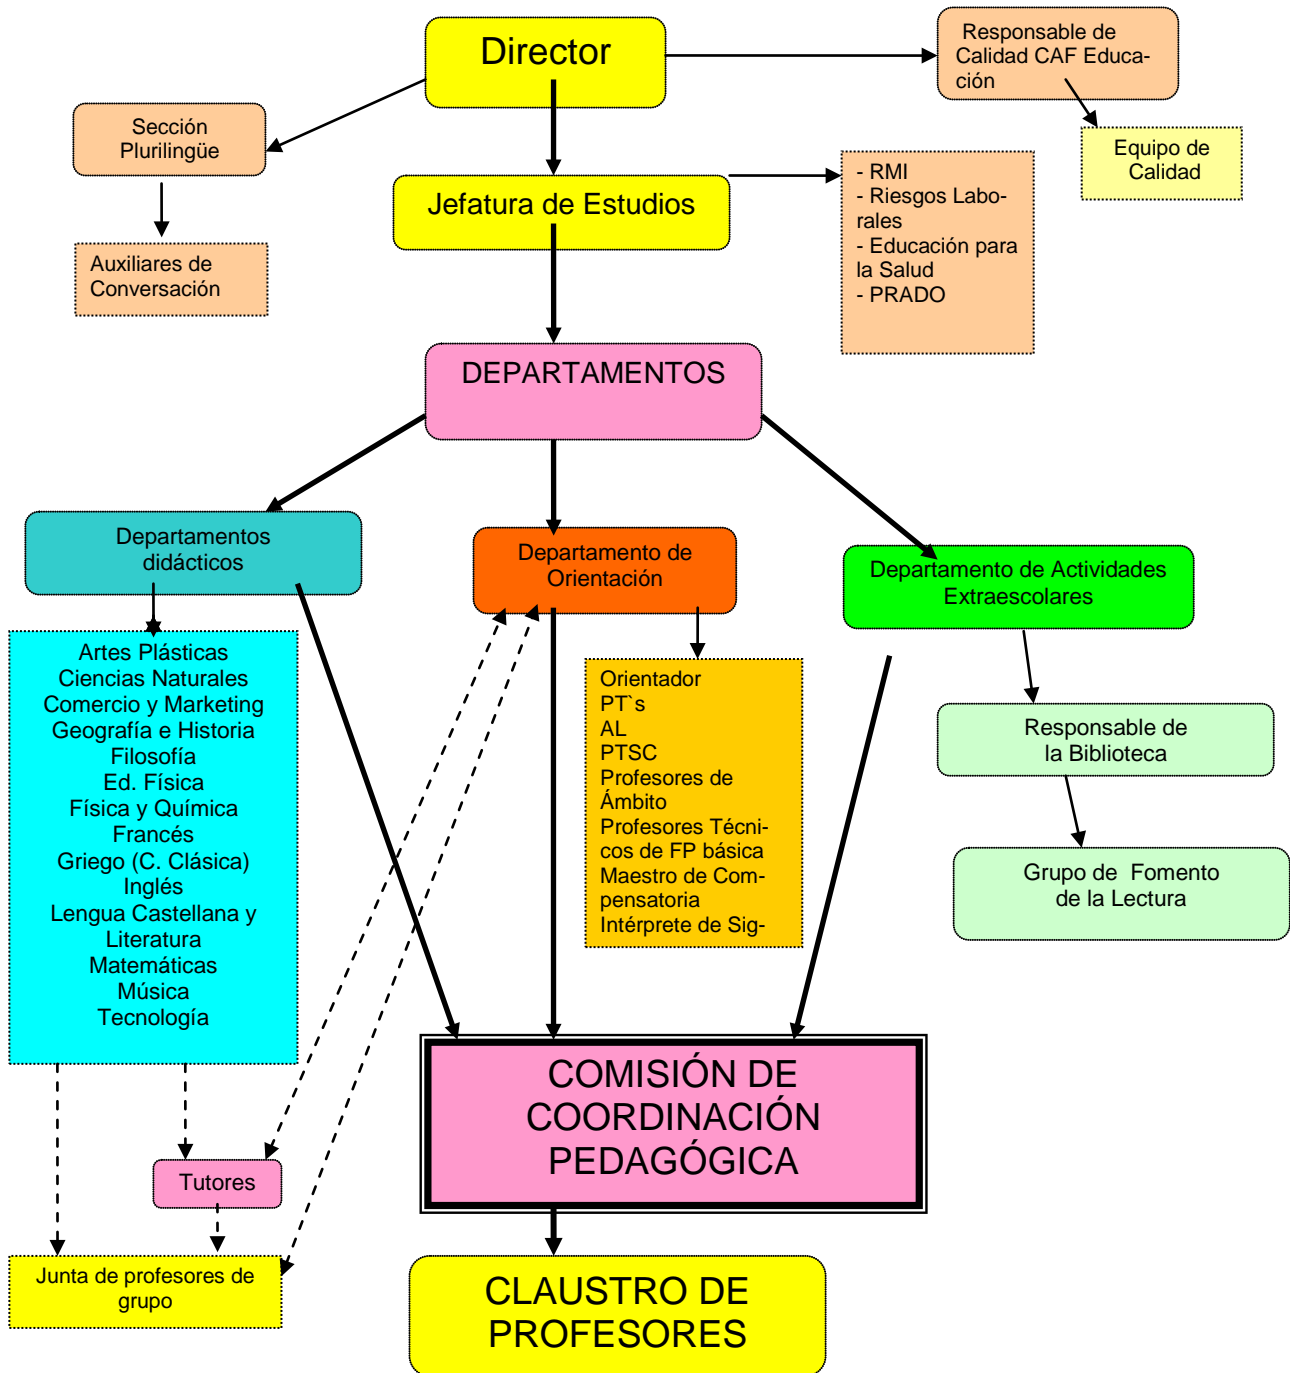 Director
Responsable de
Calidad CAF Educa-
ción
Sección
Plurilingüe
Equipo de
Calidad
Jefatura de Estudios
- RMI
- Riesgos Labo-
rales
- Educación para
la Salud
- PRADO
Auxiliares de
Conversación
DEPARTAMENTOS
Departamentos
didácticos
Departamento de
Orientación
Departamento de Actividades
Extraescolares
Artes Plásticas
Ciencias Naturales
Comercio y Marketing
Geografía e Historia
Filosofía
Ed. Física
Física y Química
Francés
Griego (C. Clásica)
Inglés
Lengua Castellana y
Literatura
Matemáticas
Música
Tecnología
Orientador
PT`s
AL
PTSC
Profesores de
Ámbito
Profesores Técni-
cos de FP básica
Maestro de Com-
pensatoria
Intérprete de Sig-
Responsable de
la Biblioteca
Grupo de Fomento
de la Lectura
COMISIÓN DE
COORDINACIÓN
PEDAGÓGICA
Tutores
Junta de profesores de
grupo
CLAUSTRO DE
PROFESORES